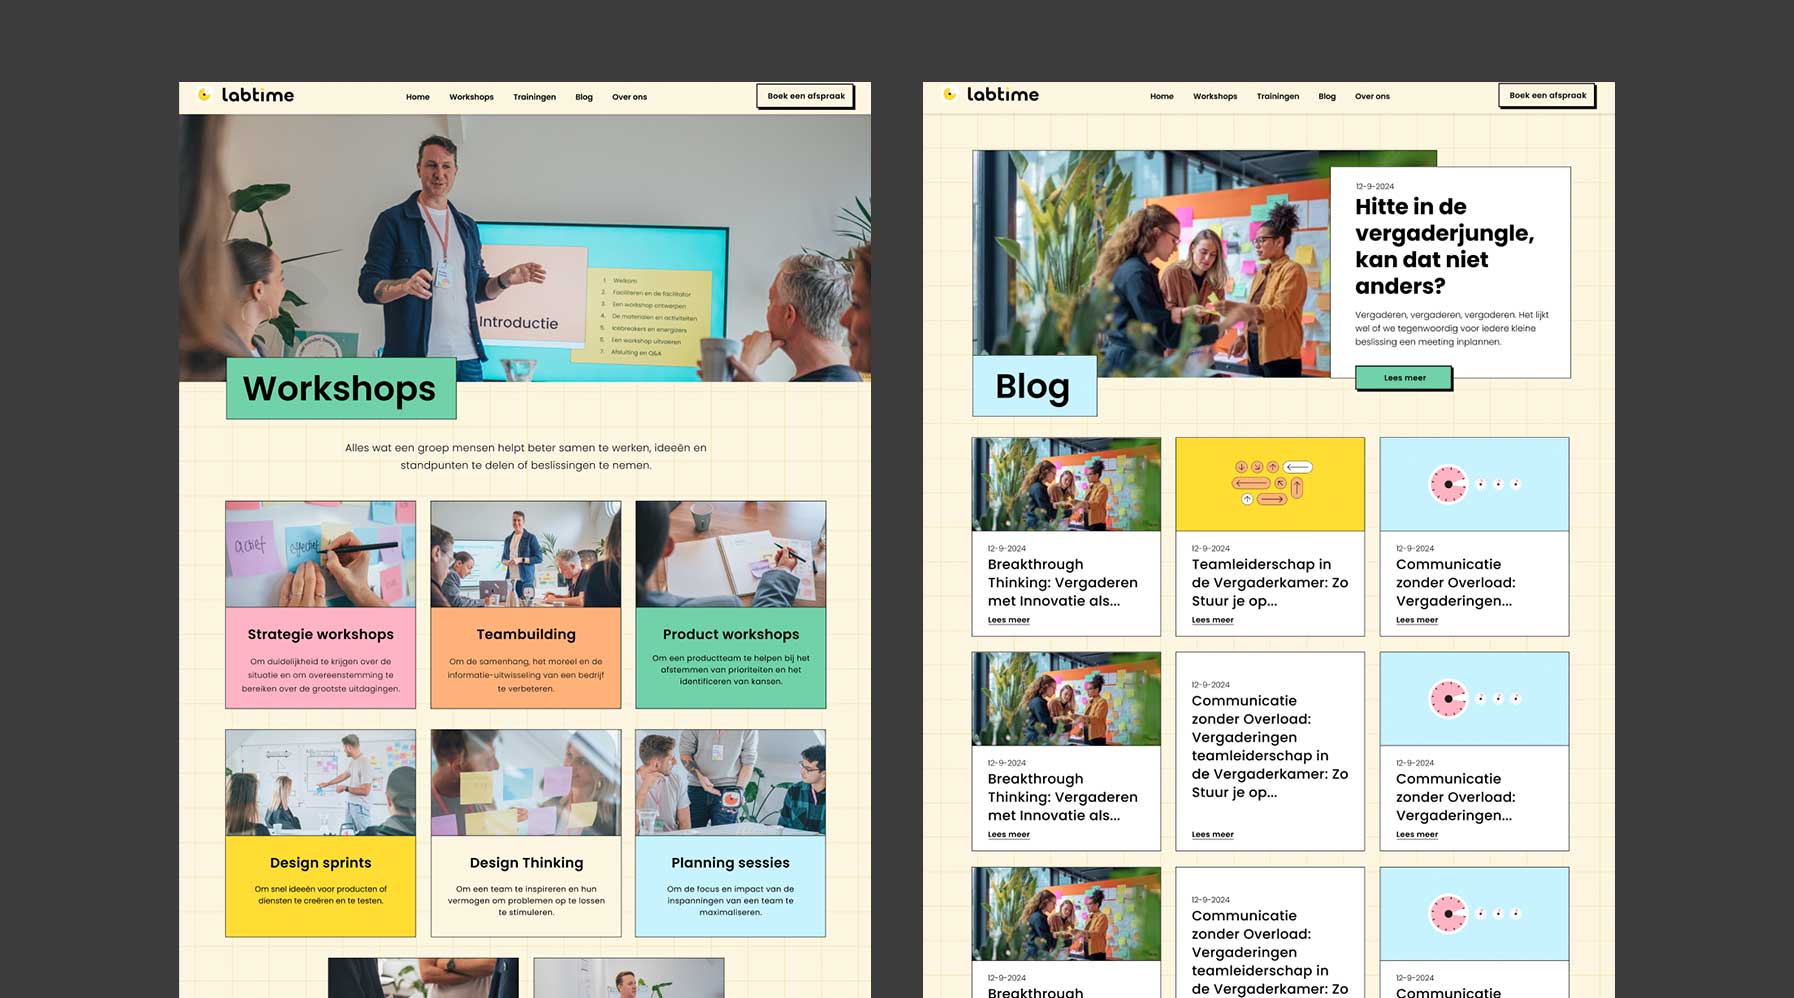 labtime
Home
Workshops
Trainingen
Blog
Over ons
Boek een afspraak
Introductie
1. Welkom
2. Faciliteren en de facilitator
3. Een workshop ontwerpen
4. De materialen en activiteiten
5. Icebreakers en energizers
6. Een workshop uitvoeren
7. Afsluiting en Q&A
Workshops
Alles wat een groep mensen helpt beter samen te werken, ideeën en
standpunten te delen of beslissingen te nemen.
actief
effectief
Strategie workshops
Om duidelijkheid te krijgen over de
situatie en om overeenstemming te
bereiken over de grootste uitdagingen.
Teambuilding
Om de samenhang, het moreel en de
informatie-uitwisseling van een bedrijf
te verbeteren.
Product workshops
Om een productteam te helpen bij het
afstemmen van prioriteiten en het
identificeren van kansen.
Design sprints
Om snel ideeën voor producten of
diensten te creëren en te testen.
Design Thinking
Om een team te inspireren en hun
vermogen om problemen op te lossen
te stimuleren.
Planning sessies
Om de focus en impact van de
inspanningen van een team te
maximaliseren.
labtime
Home
Workshops
Trainingen
Blog
Over ons
Boek een afspraak
12-9-2024
Hitte in de
vergaderjungle,
kan dat niet
anders?
Vergaderen, vergaderen, vergaderen. Het lijkt
wel of we tegenwoordig voor iedere kleine
beslissing een meeting inplannen.
Lees meer
Blog
12-9-2024
Breakthrough
Thinking: Vergaderen
met Innovatie als...
Lees meer
12-9-2024
Teamleiderschap in
de Vergaderkamer: Zo
Stuur je op...
Lees meer
12-9-2024
Communicatie
zonder Overload:
Vergaderingen...
Lees meer
12-9-2024
Breakthrough
Thinking: Vergaderen
met Innovatie als...
Lees meer
12-9-2024
Communicatie
zonder Overload:
Vergaderingen
teamleiderschap in
de Vergaderkamer: Zo
Stuur je op...
Lees meer
12-9-2024
Communicatie
zonder Overload:
Vergaderingen...
Lees meer
12-9-2024
Breakthrough
12-9-2024
Communicatie
zonder Overload:
Vergaderingen
teamleiderschap in
de Vergaderkamer: Zo
12-9-2024
Communicatie